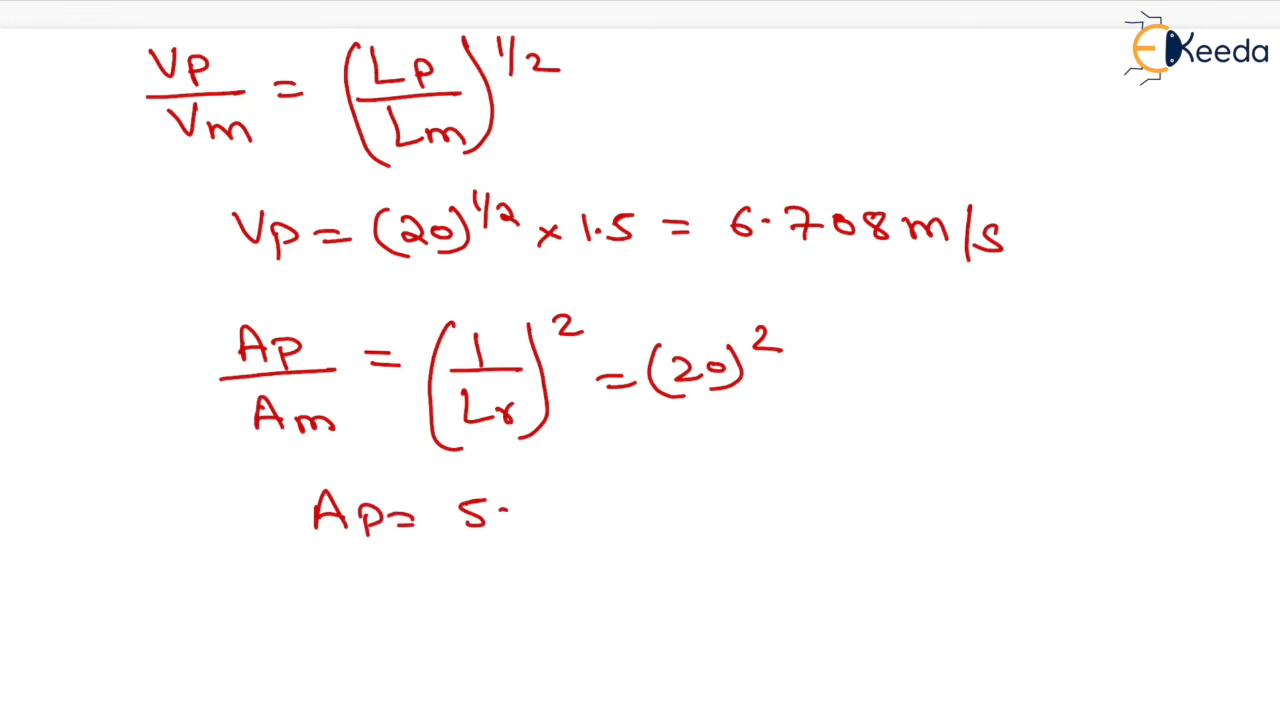 EKeeda
Vp/Vm = (Lp/Lm)^1/2
Vp = (20)^1/2 × 1.5 = 6.708 m/s
Ap/Am = (1/Lr)^2 = (20)^2
Ap = 5.